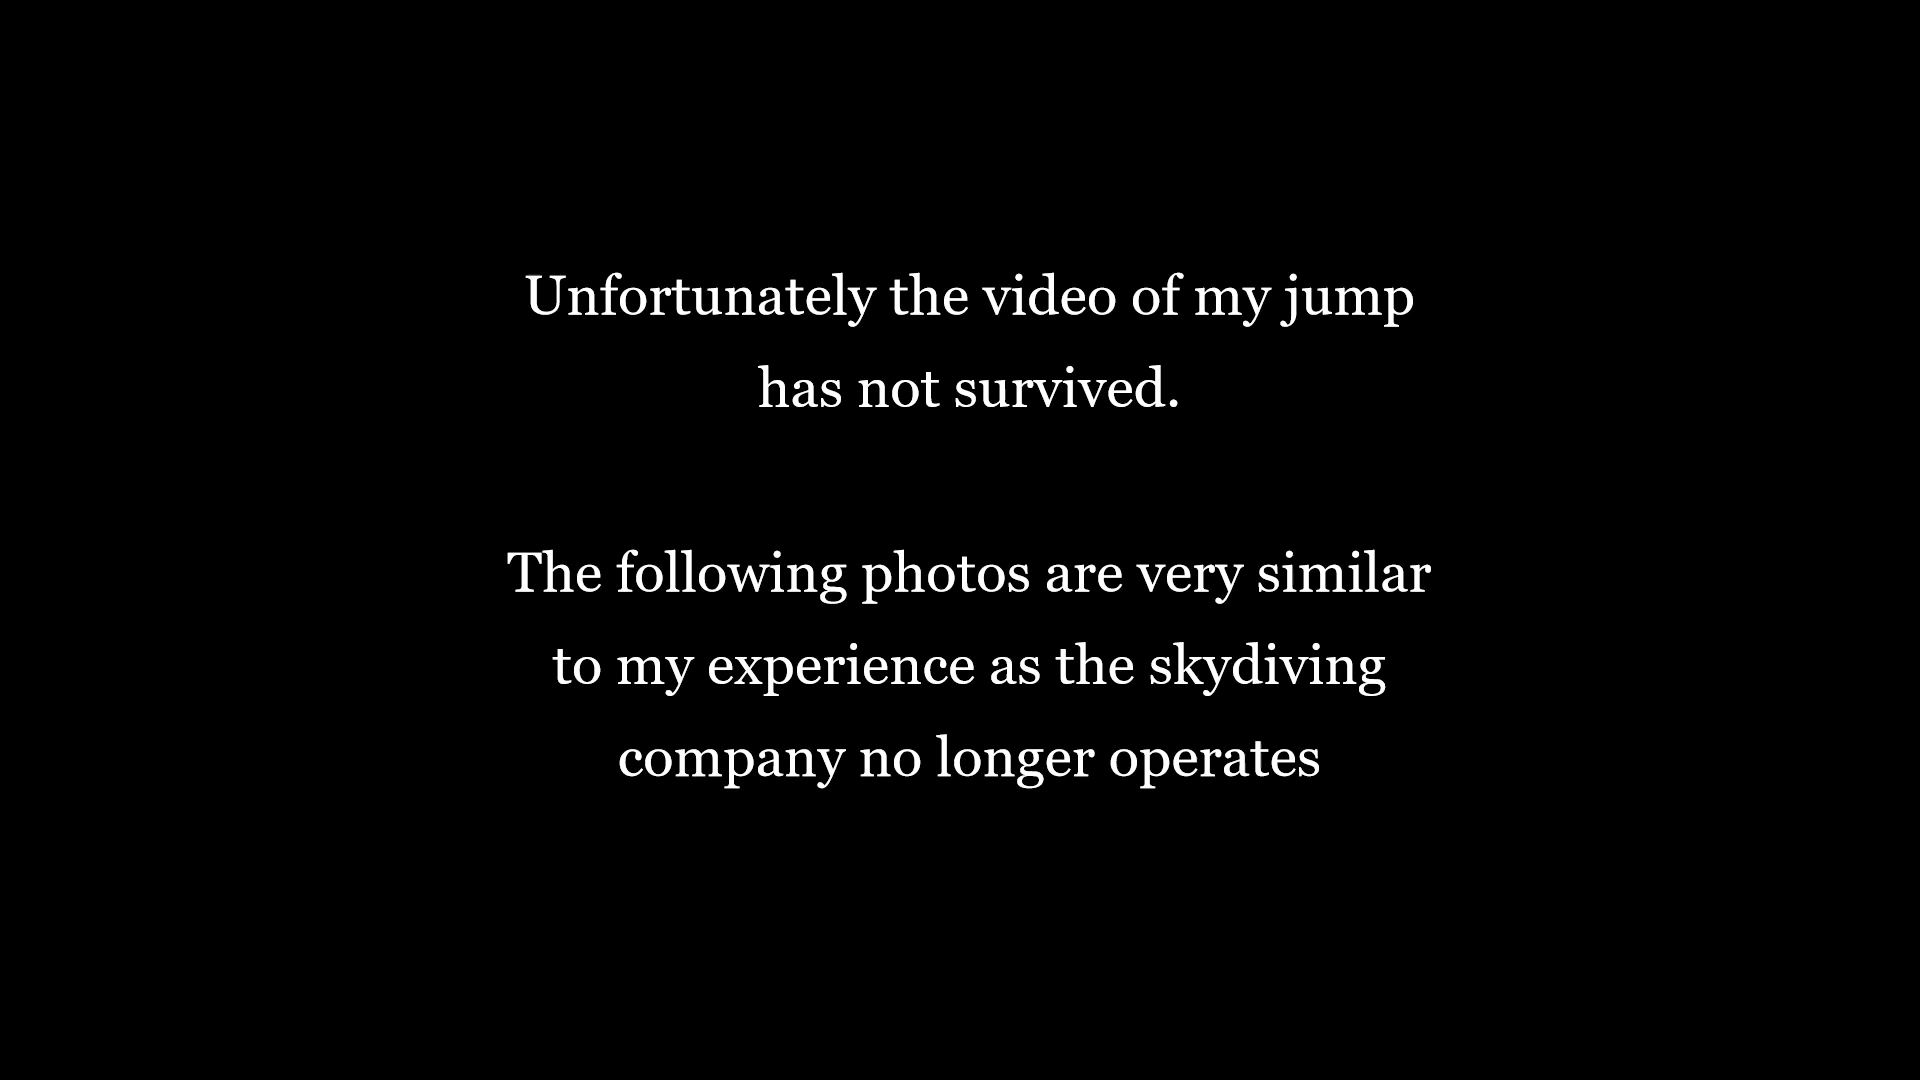 Unfortunately the video of my jump
has not survived.
The following photos are very similar
to my experience as the skydiving
company no longer operates